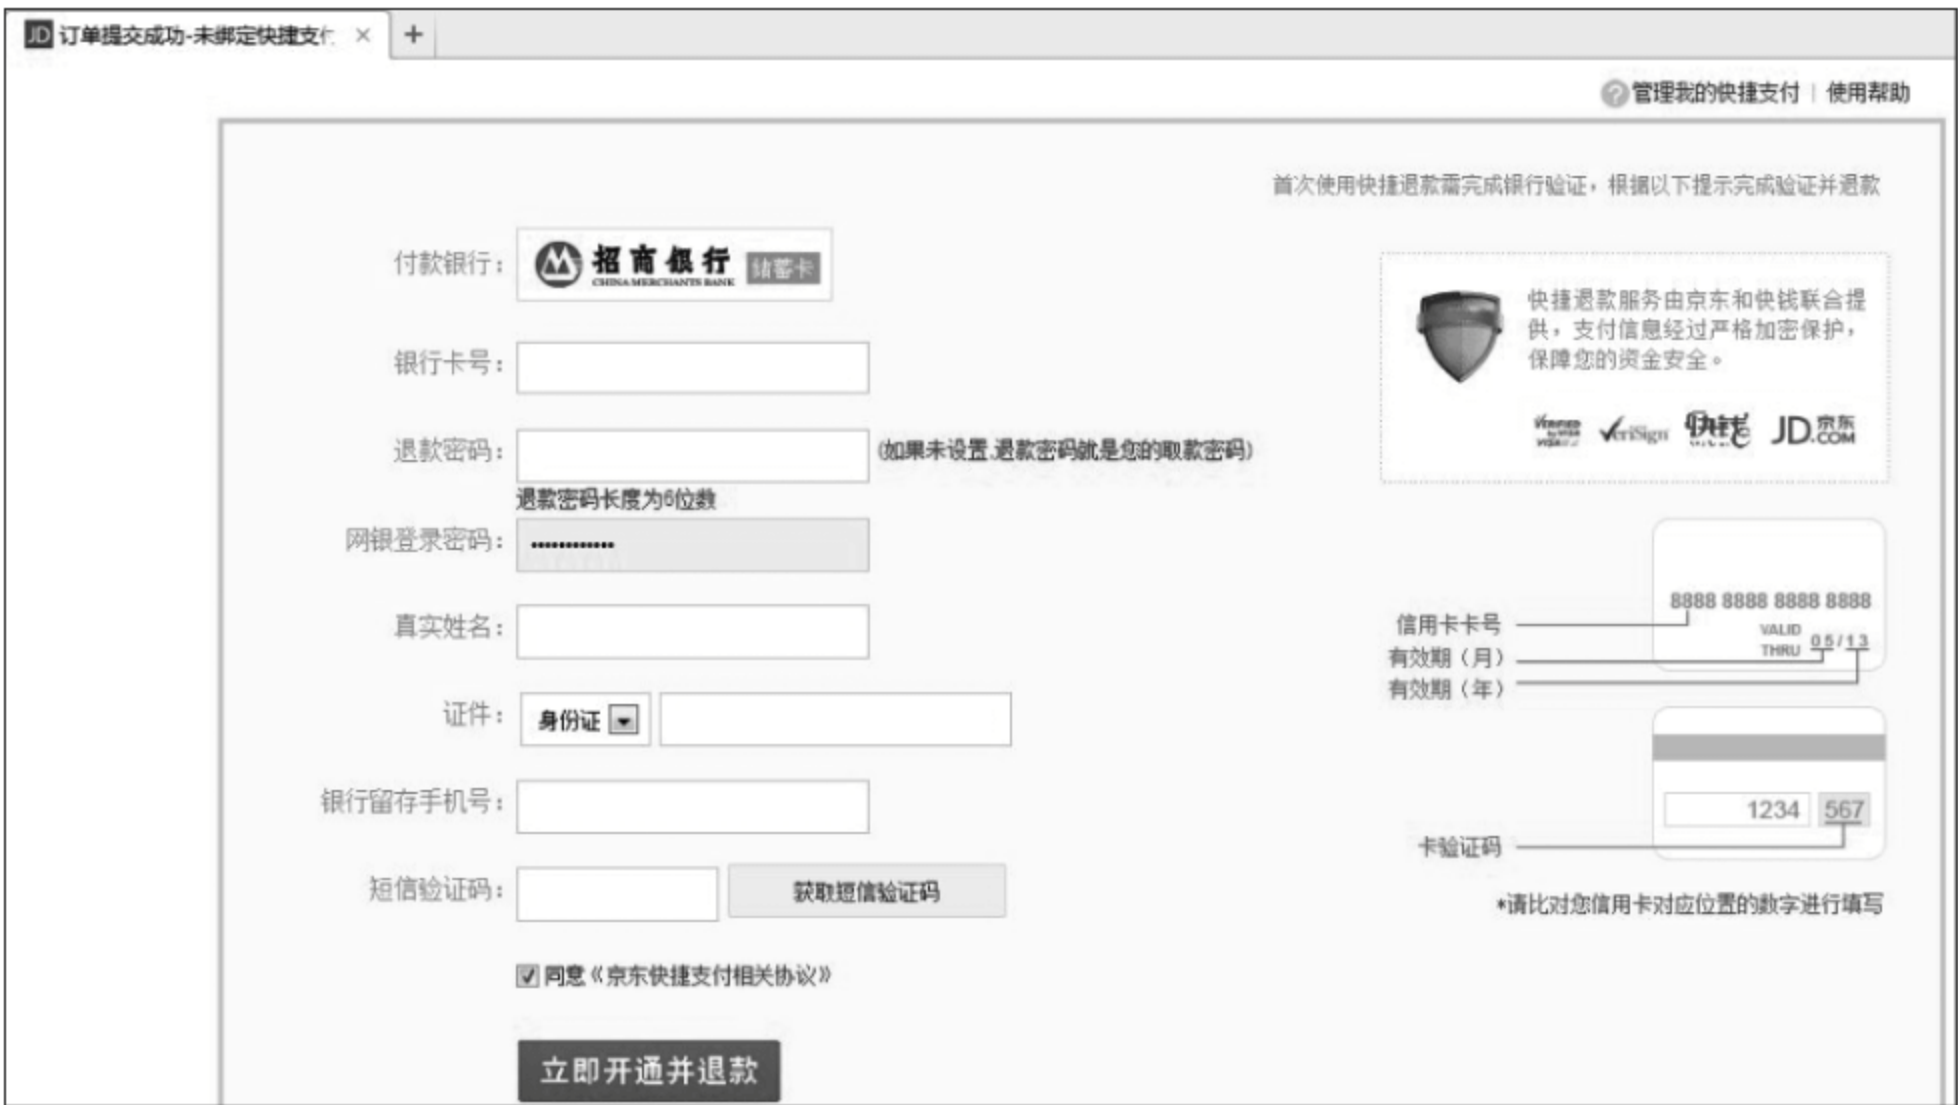 JD 订单提交成功-未绑定快捷支付
管理我的快捷支付 | 使用帮助
首次使用快捷退款需完成银行验证，根据以下提示完成验证并退款
付款银行： 招商银行 储蓄卡
CHINA MERCHANTS BANK
快捷退款服务由京东和快钱联合提
供，支付信息经过严格加密保护，
保障您的资金安全。
VERIFIED by VISA VeriSign 快钱 JD.京东 .COM
银行卡号：
退款密码： (如果未设置,退款密码就是您的取款密码)
退款密码长度为6位数
网银登录密码： ••••••••••••
真实姓名：
证件： 身份证
银行留存手机号：
短信验证码： 获取短信验证码
8888 8888 8888 8888
信用卡卡号
VALID
THRU 05/13
有效期（月）
有效期（年）
1234 567
卡验证码
*请比对您信用卡对应位置的数字进行填写
同意《京东快捷支付相关协议》
立即开通并退款